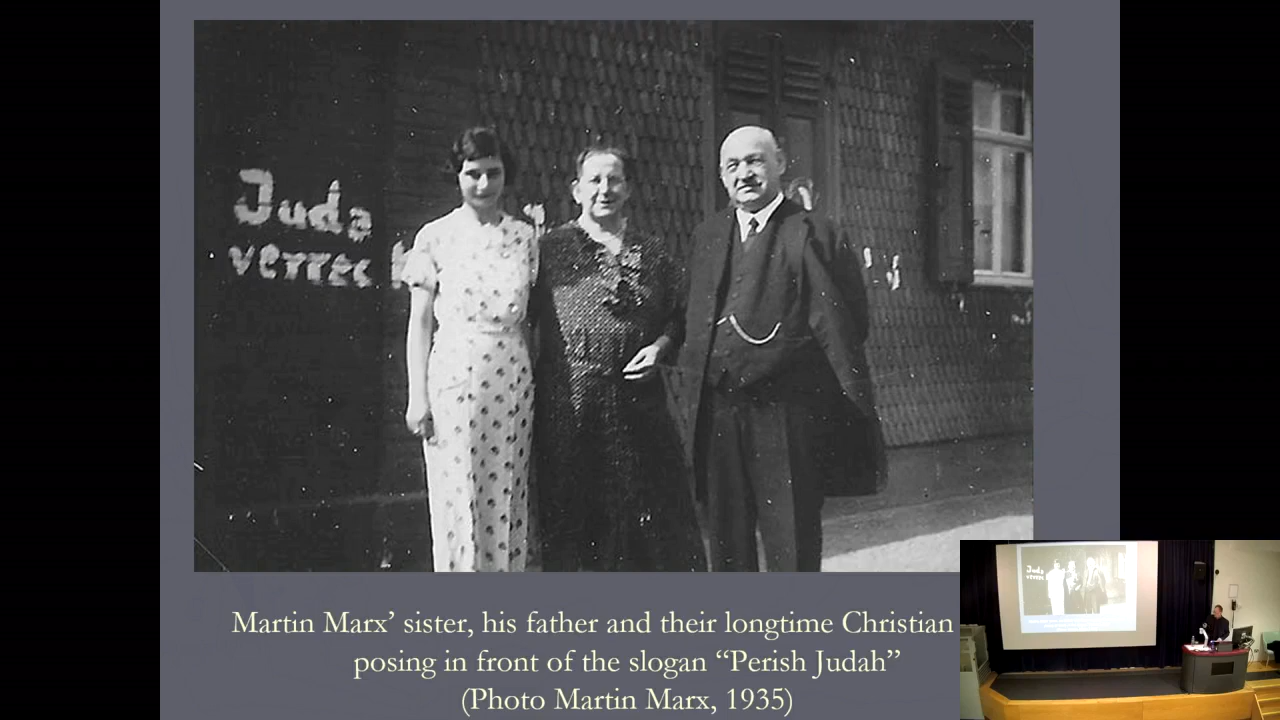 Juda
verrec
Martin Marx’ sister, his father and their longtime Christian
posing in front of the slogan “Perish Judah”
(Photo Martin Marx, 1935)